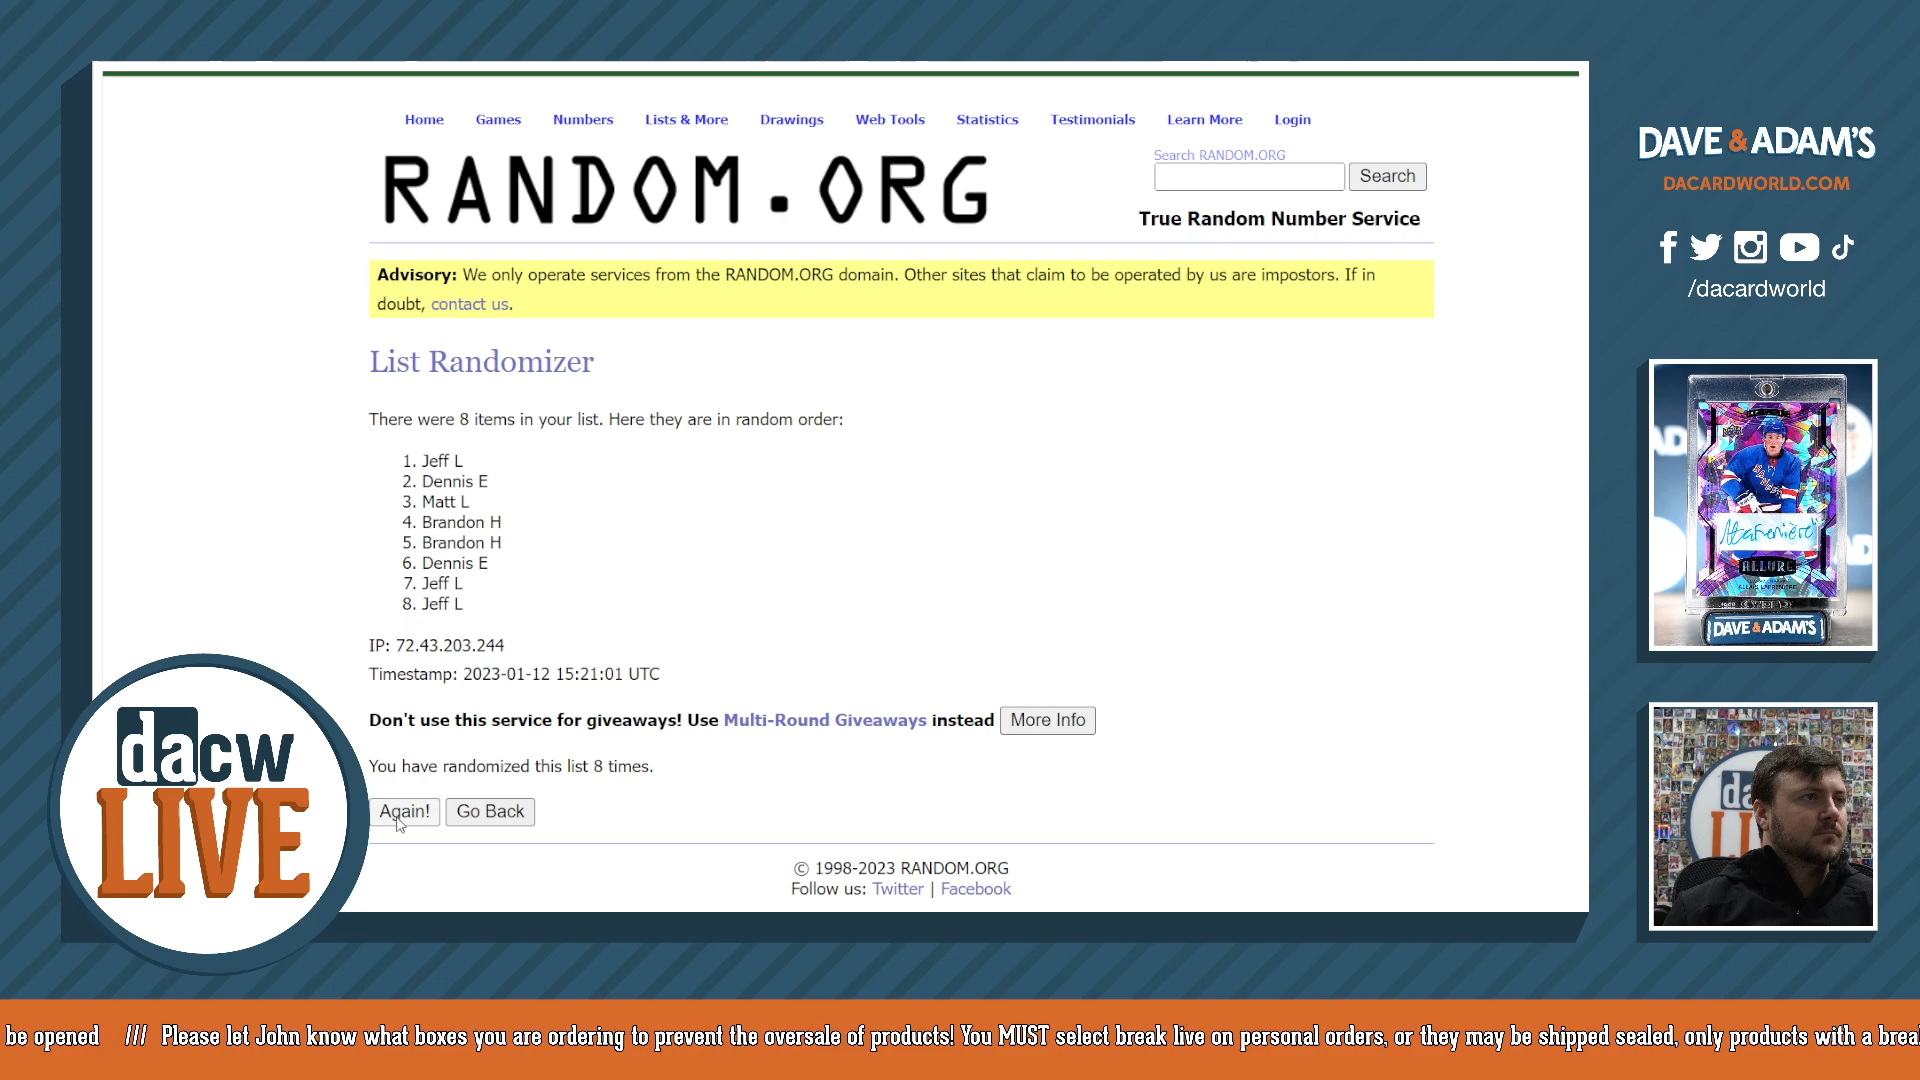 Home Games Numbers Lists & More Drawings Web Tools Statistics Testimonials Learn More Login
RANDOM.ORG
Search RANDOM.ORG
Search
True Random Number Service
Advisory: We only operate services from the RANDOM.ORG domain. Other sites that claim to be operated by us are impostors. If in
doubt, contact us.
List Randomizer
There were 8 items in your list. Here they are in random order:
1. Jeff L
2. Dennis E
3. Matt L
4. Brandon H
5. Brandon H
6. Dennis E
7. Jeff L
8. Jeff L
IP: 72.43.203.244
Timestamp: 2023-01-12 15:21:01 UTC
Don't use this service for giveaways! Use Multi-Round Giveaways instead More Info
You have randomized this list 8 times.
Again! Go Back
© 1998-2023 RANDOM.ORG
Follow us: Twitter | Facebook
dacw
LIVE
DAVE & ADAM'S
DACARDWORLD.COM
/dacardworld
RANGERS
ALLURE
DAVE & ADAM'S
da
be opened /// Please let John know what boxes you are ordering to prevent the oversale of products! You MUST select break live on personal orders, or they may be shipped sealed, only products with a brea